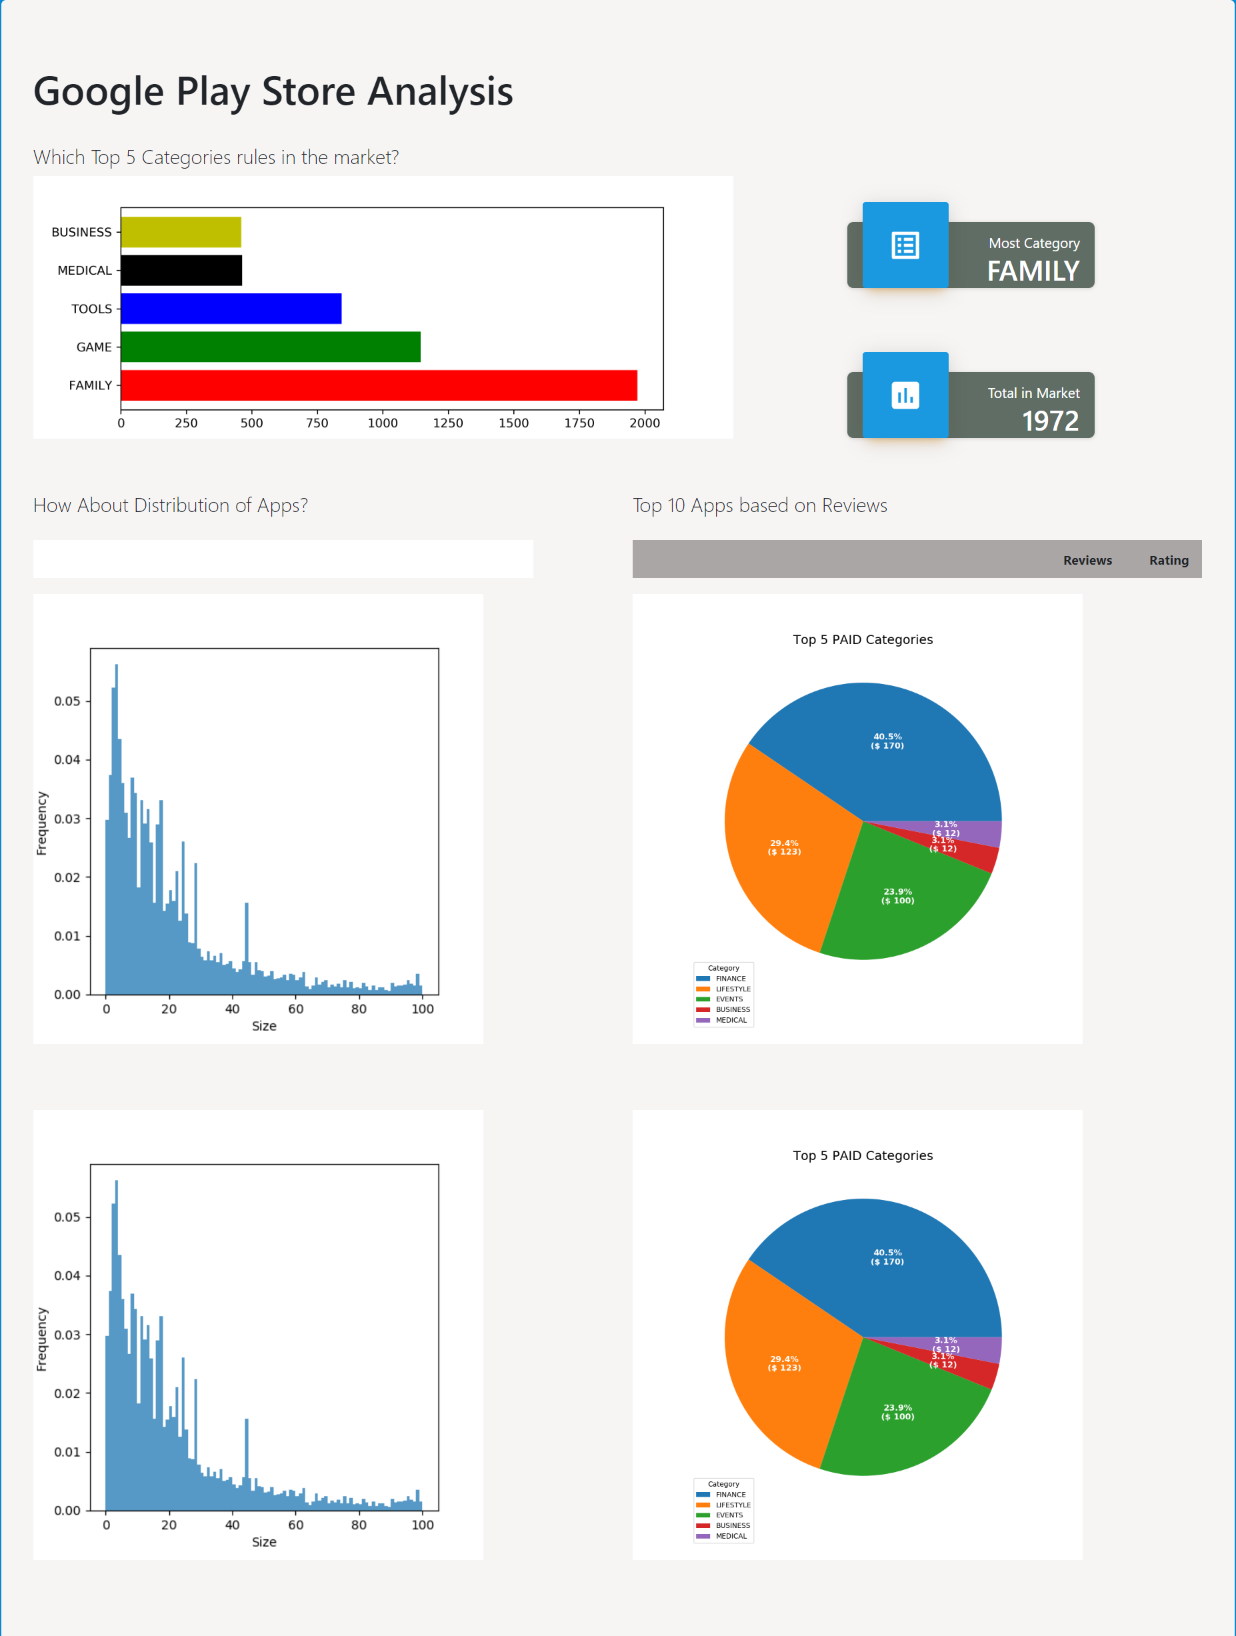 Google Play Store Analysis
Which Top 5 Categories rules in the market?
BUSINESS
MEDICAL
TOOLS
GAME
FAMILY
0 250 500 750 1000 1250 1500 1750 2000
Most Category
FAMILY
Total in Market
1972
How About Distribution of Apps?
Top 10 Apps based on Reviews
Reviews Rating
0.05
0.04
0.03
0.02
0.01
0.00
Frequency
0 20 40 60 80 100
Size
Top 5 PAID Categories
40.5%
($ 170)
29.4%
($ 123)
23.9%
($ 100)
3.1%
($ 12)
3.1%
($ 12)
Category
FINANCE
LIFESTYLE
EVENTS
BUSINESS
MEDICAL
0.05
0.04
0.03
0.02
0.01
0.00
Frequency
0 20 40 60 80 100
Size
Top 5 PAID Categories
40.5%
($ 170)
29.4%
($ 123)
23.9%
($ 100)
3.1%
($ 12)
3.1%
($ 12)
Category
FINANCE
LIFESTYLE
EVENTS
BUSINESS
MEDICAL